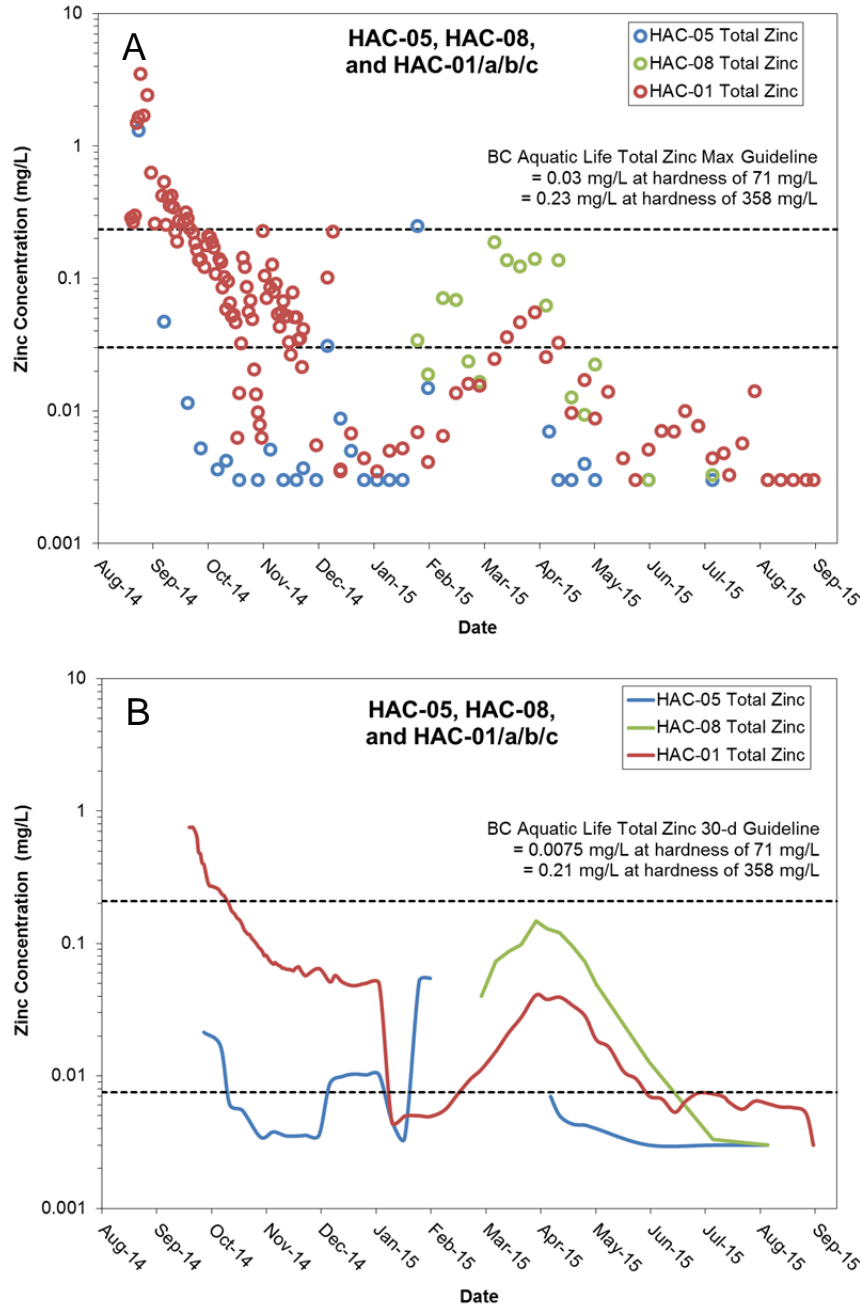 A
HAC-05, HAC-08,
and HAC-01/a/b/c
HAC-05 Total Zinc
HAC-08 Total Zinc
HAC-01 Total Zinc
BC Aquatic Life Total Zinc Max Guideline
= 0.03 mg/L at hardness of 71 mg/L
= 0.23 mg/L at hardness of 358 mg/L
Zinc Concentration (mg/L)
10
1
0.1
0.01
0.001
Aug-14
Sep-14
Oct-14
Nov-14
Dec-14
Jan-15
Feb-15
Mar-15
Apr-15
May-15
Jun-15
Jul-15
Aug-15
Sep-15
Date
B
HAC-05, HAC-08,
and HAC-01/a/b/c
HAC-05 Total Zinc
HAC-08 Total Zinc
HAC-01 Total Zinc
BC Aquatic Life Total Zinc 30-d Guideline
= 0.0075 mg/L at hardness of 71 mg/L
= 0.21 mg/L at hardness of 358 mg/L
Zinc Concentration (mg/L)
10
1
0.1
0.01
0.001
Aug-14
Sep-14
Oct-14
Nov-14
Dec-14
Jan-15
Feb-15
Mar-15
Apr-15
May-15
Jun-15
Jul-15
Aug-15
Sep-15
Date